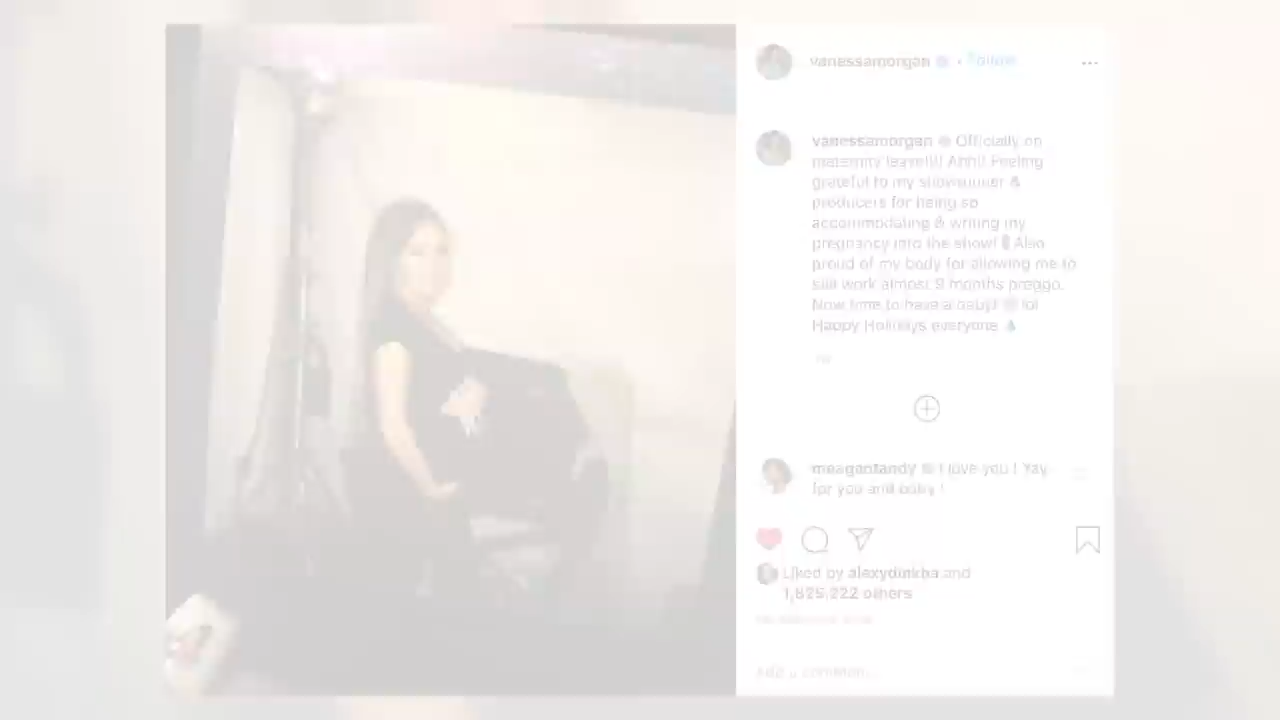 vanessamorgan • Follow
vanessamorgan Officially on
maternity leave!!!! Ahh!! Feeling
grateful to my showrunner &
producers for being so
accommodating & writing my
pregnancy into the show! Also
proud of my body for allowing me to
still work almost 9 months preggo.
Now time to have a baby! lol
Happy Holidays everyone
meagantandy I love you ! Yay
for you and baby !
Liked by alexydinkha and
1,825,222 others
Add a comment...